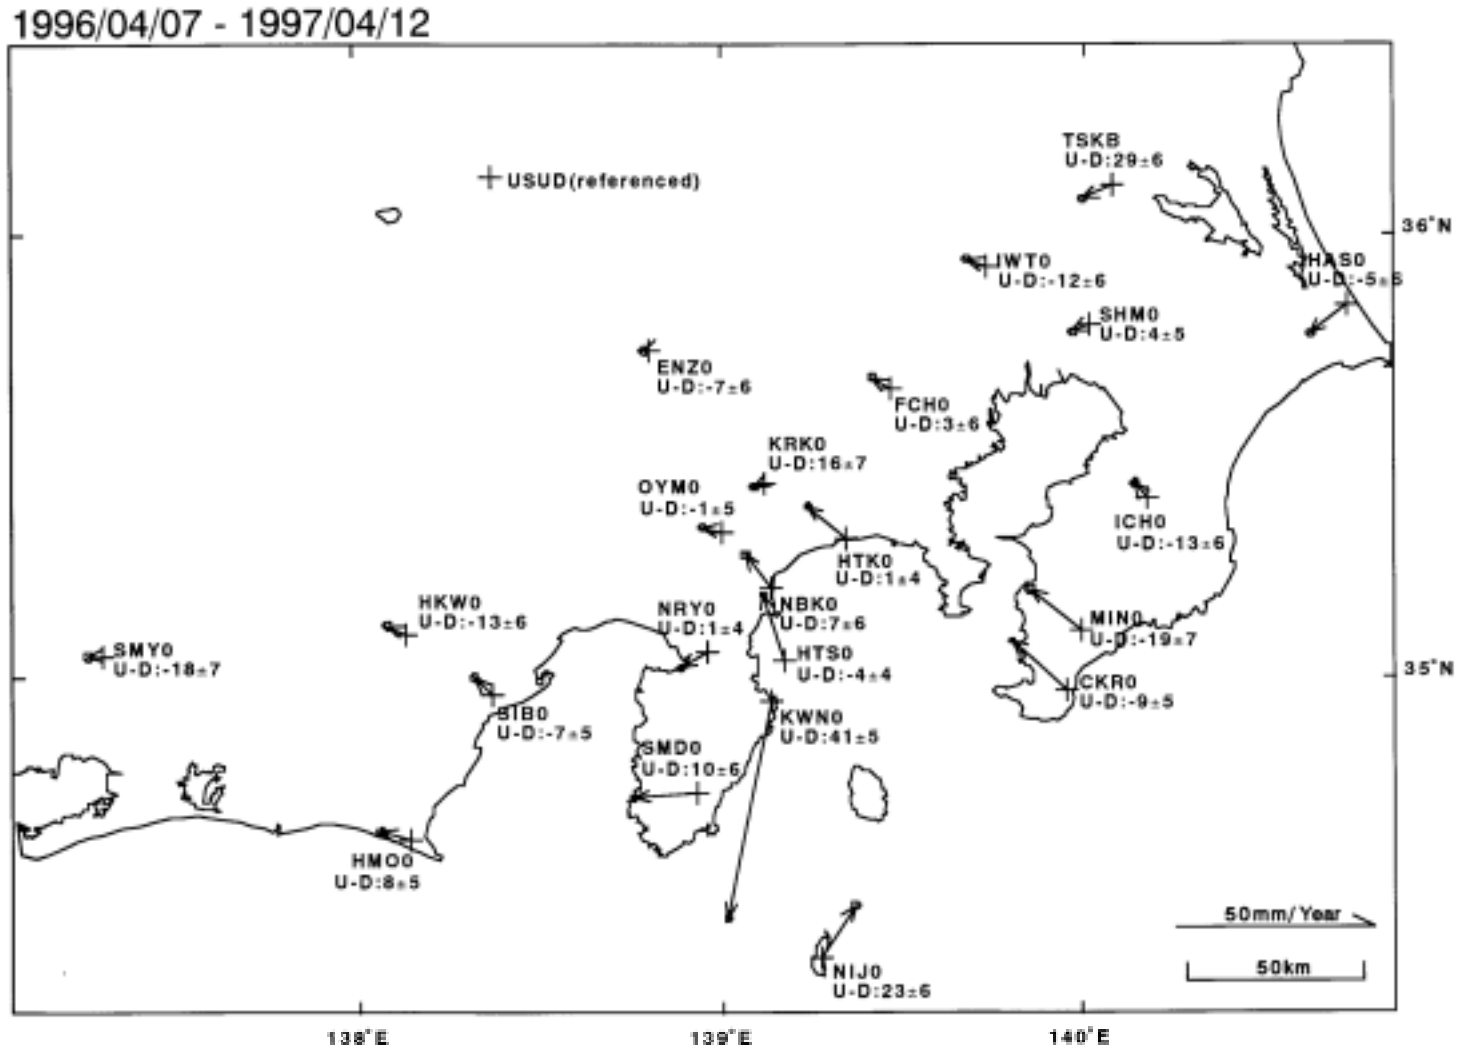 1996/04/07 - 1997/04/12
TSKB
U-D:29±6
USUD(referenced)
36°N
IWT0
U-D:-12±6
HAS0
U-D:-5±6
SHM0
U-D:4±5
ENZ0
U-D:-7±6
FCH0
U-D:3±6
KRK0
U-D:16±7
OYM0
U-D:-1±5
ICH0
U-D:-13±6
HTK0
U-D:1±4
HKW0
U-D:-13±6
NRY0
U-D:1±4
NBK0
U-D:7±6
MIN0
U-D:-19±7
SMY0
U-D:-18±7
HTS0
U-D:-4±4
35°N
CKR0
U-D:-9±5
SIB0
U-D:-7±5
KWN0
U-D:41±5
SMD0
U-D:10±6
HMO0
U-D:8±5
50mm/Year
50km
NIJ0
U-D:23±6
138°E
139°E
140°E